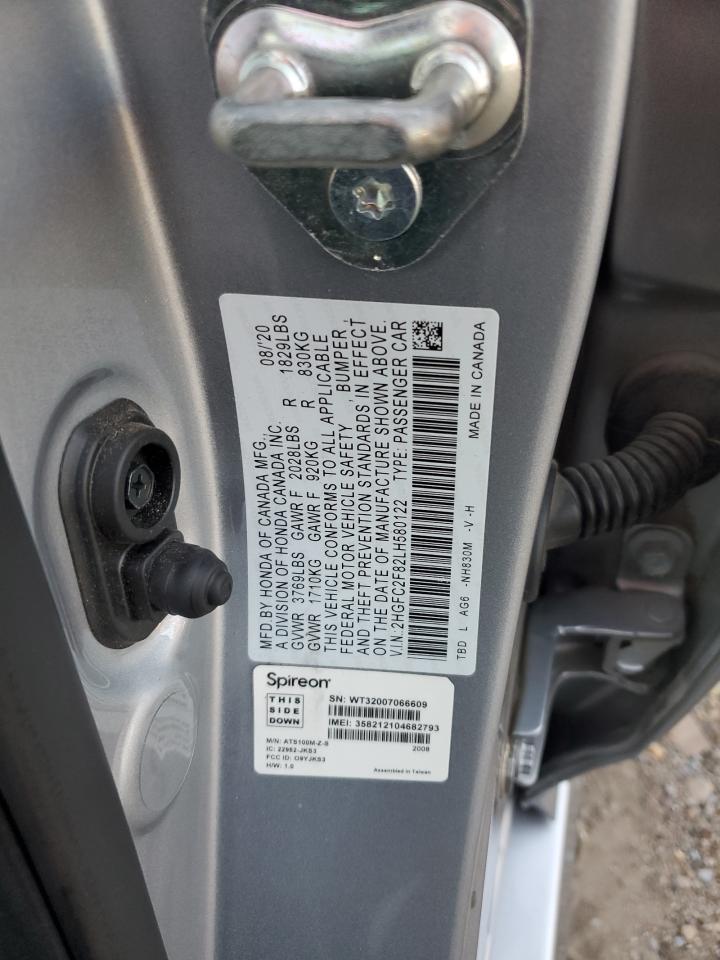 MFD.BY HONDA OF CANADA MFG., 08/'20
A DIVISION OF HONDA CANADA INC.
GVWR 3769LBS GAWR F 2028LBS R 1829LBS
GVWR 1710KG GAWR F 920KG R 830KG
THIS VEHICLE CONFORMS TO ALL APPLICABLE
FEDERAL MOTOR VEHICLE SAFETY , BUMPER ,
AND THEFT PREVENTION STANDARDS IN EFFECT
ON THE DATE OF MANUFACTURE SHOWN ABOVE.
V.I.N: 2HGFC2F82LH580122 TYPE: PASSENGER CAR
TBD L AG6 -NH830M -V -H
MADE IN CANADA
Spireon
THIS
SIDE
DOWN
SN: WT32007066609
IMEI: 358212104682793
M/N: ATS100M-Z-S
2008
IC: 22982-JKS3
FCC ID: O9YJKS3
H/W: 1.0
Assembled in Taiwan